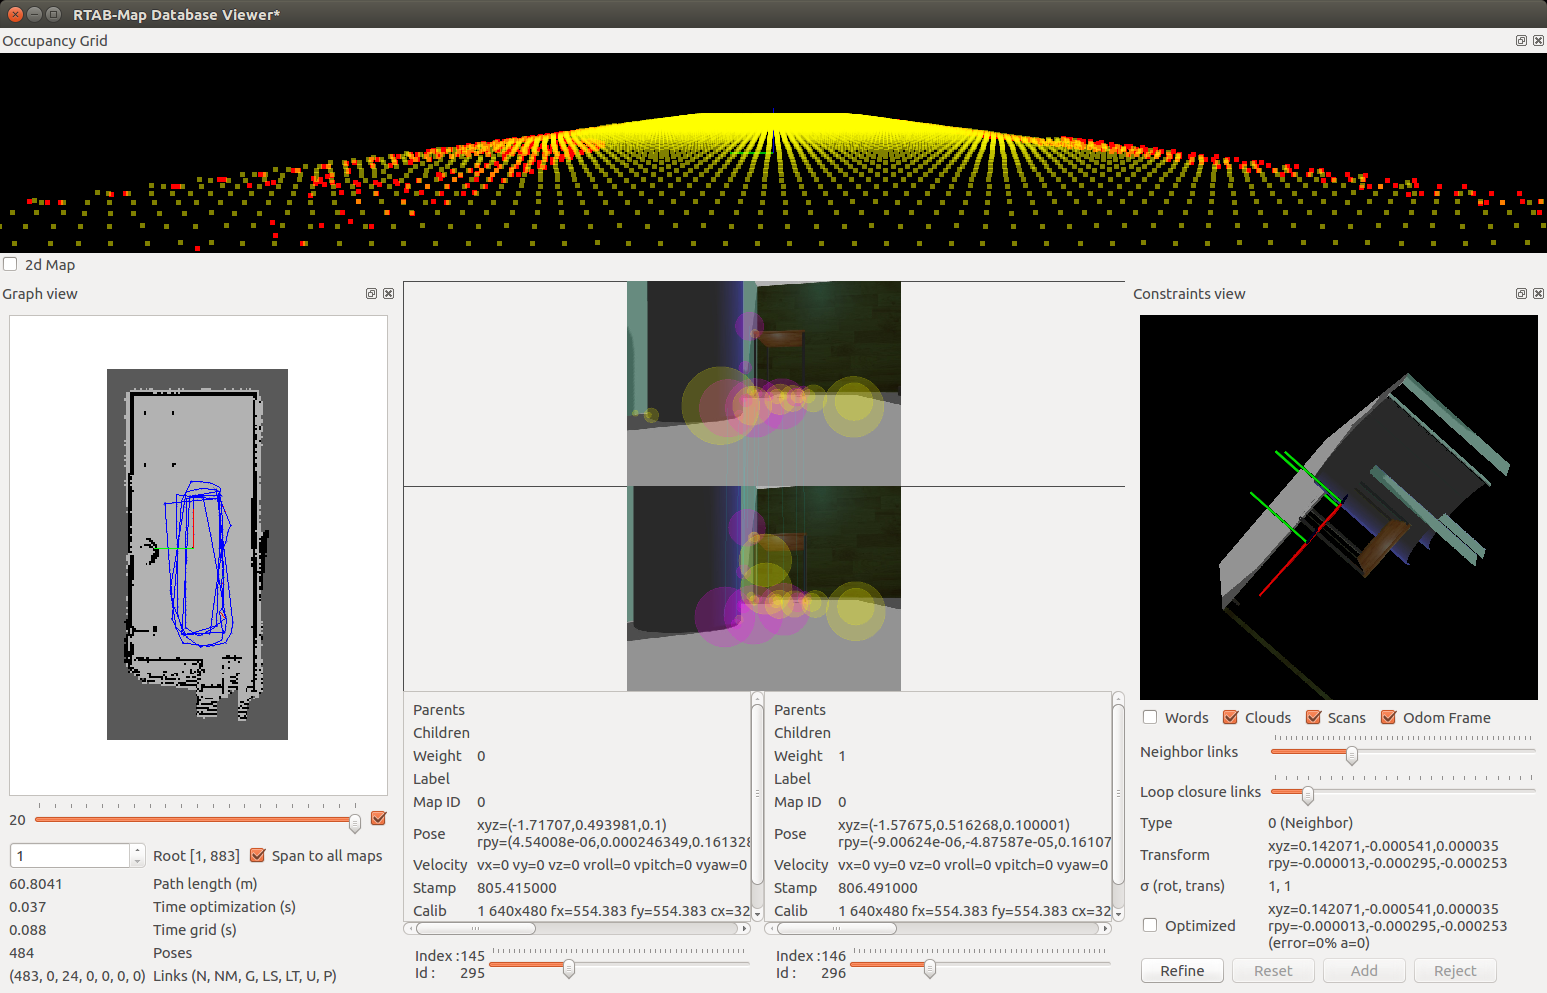 RTAB-Map Database Viewer*
Occupancy Grid
2d Map
Graph view
20
1
Root [1, 883]
Span to all maps
60.8041 Path length (m)
0.037 Time optimization (s)
0.088 Time grid (s)
484 Poses
(483, 0, 24, 0, 0, 0, 0) Links (N, NM, G, LS, LT, U, P)
Parents
Children
Weight 0
Label
Map ID 0
Pose xyz=(-1.71707,0.493981,0.1)
rpy=(4.54008e-06,0.000246349,0.161328
Velocity vx=0 vy=0 vz=0 vroll=0 vpitch=0 vyaw=0
Stamp 805.415000
Calib 1 640x480 fx=554.383 fy=554.383 cx=32
Index :145
Id : 295
Parents
Children
Weight 1
Label
Map ID 0
Pose xyz=(-1.57675,0.516268,0.100001)
rpy=(-9.00624e-06,-4.87587e-05,0.16107
Velocity vx=0 vy=0 vz=0 vroll=0 vpitch=0 vyaw=0
Stamp 806.491000
Calib 1 640x480 fx=554.383 fy=554.383 cx=32
Index :146
Id : 296
Constraints view
Words Clouds Scans Odom Frame
Neighbor links
Loop closure links
Type 0 (Neighbor)
Transform xyz=0.142071,-0.000541,0.000035
rpy=-0.000013,-0.000295,-0.000253
σ (rot, trans) 1, 1
Optimized xyz=0.142071,-0.000541,0.000035
rpy=-0.000013,-0.000295,-0.000253
(error=0% a=0)
Refine Reset Add Reject